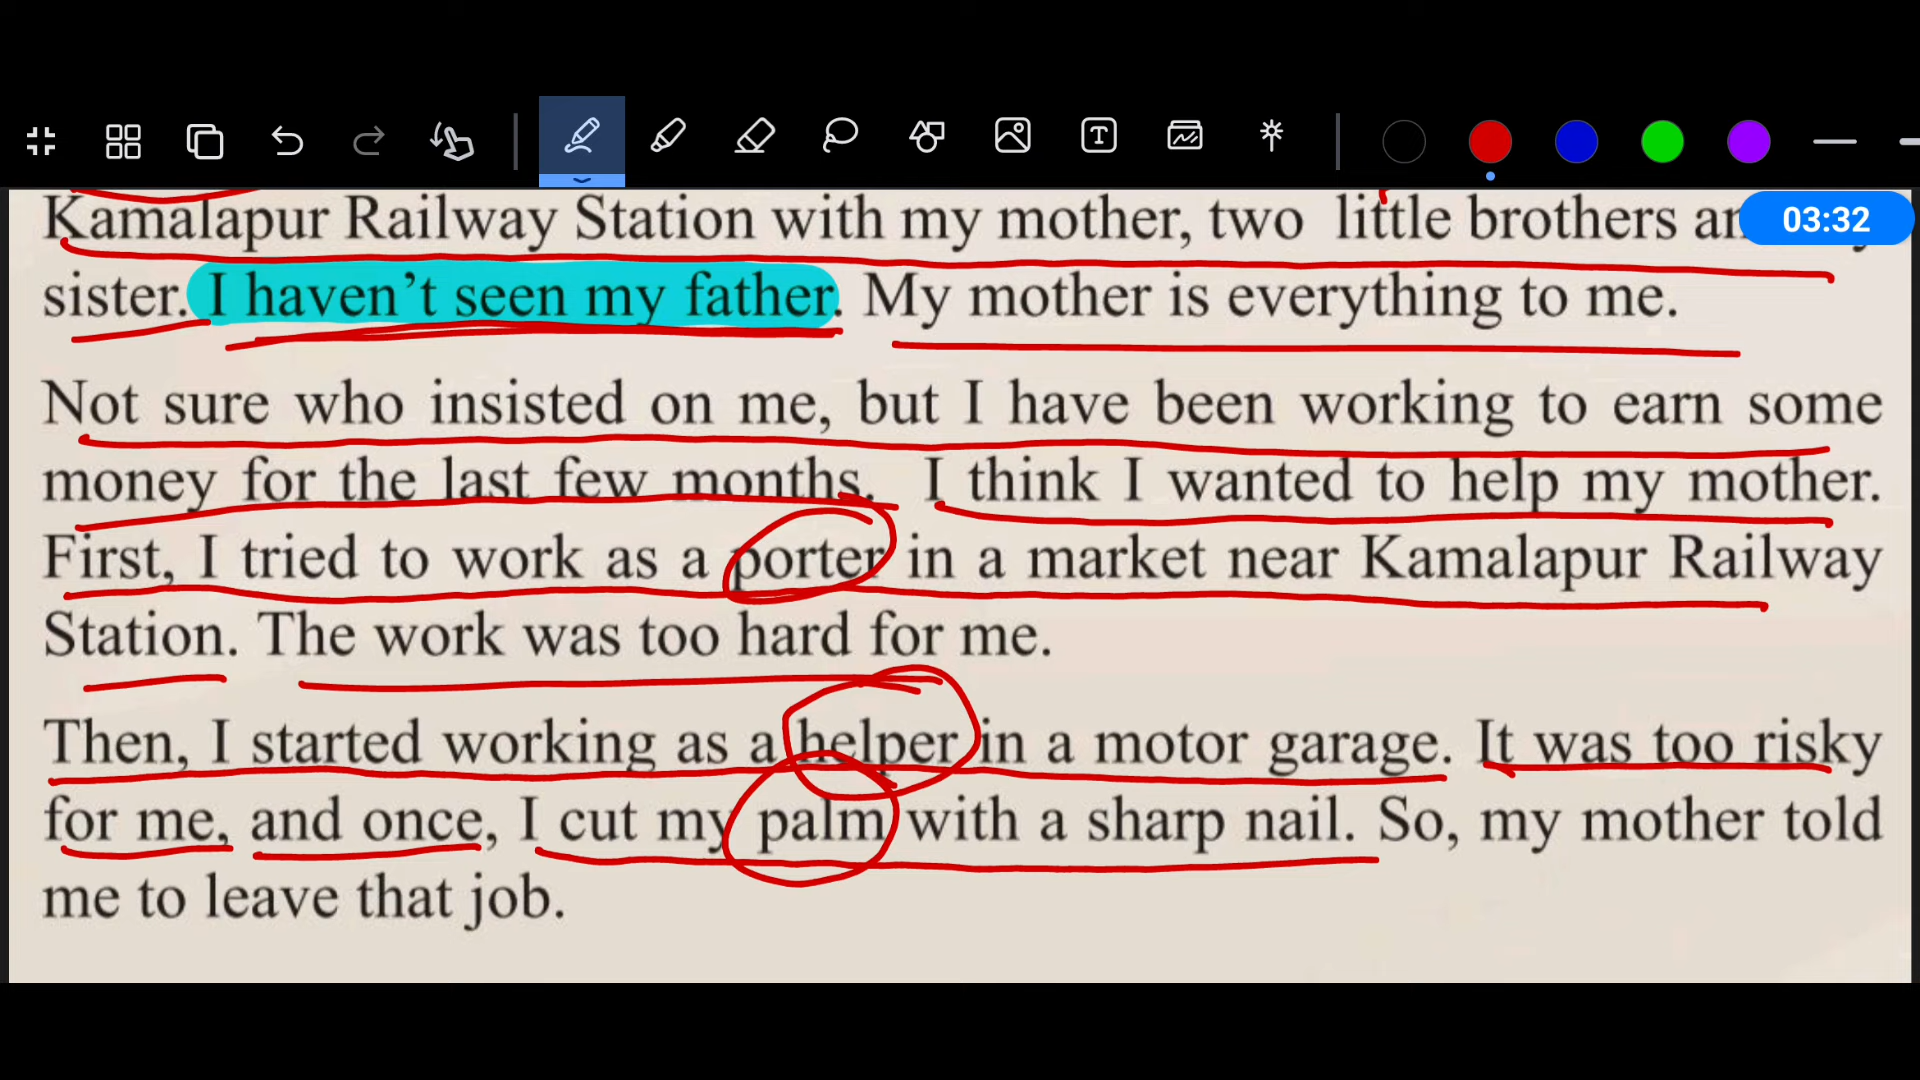 Kamalapur Railway Station with my mother, two little brothers
03:32
sister. I haven't seen my father. My mother is everything to me.
Not sure who insisted on me, but I have been working to earn some
money for the last few months. I think I wanted to help my mother.
First, I tried to work as a porter in a market near Kamalapur Railway
Station. The work was too hard for me.
Then, I started working as a helper in a motor garage. It was too risky
for me, and once, I cut my palm with a sharp nail. So, my mother told
me to leave that job.